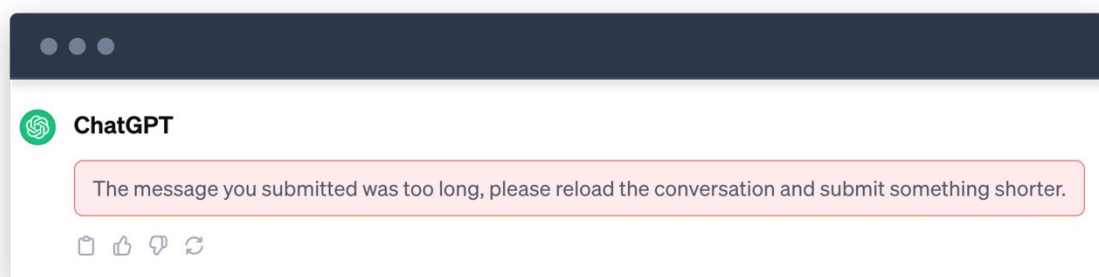 ChatGPT
The message you submitted was too long, please reload the conversation and submit something shorter.